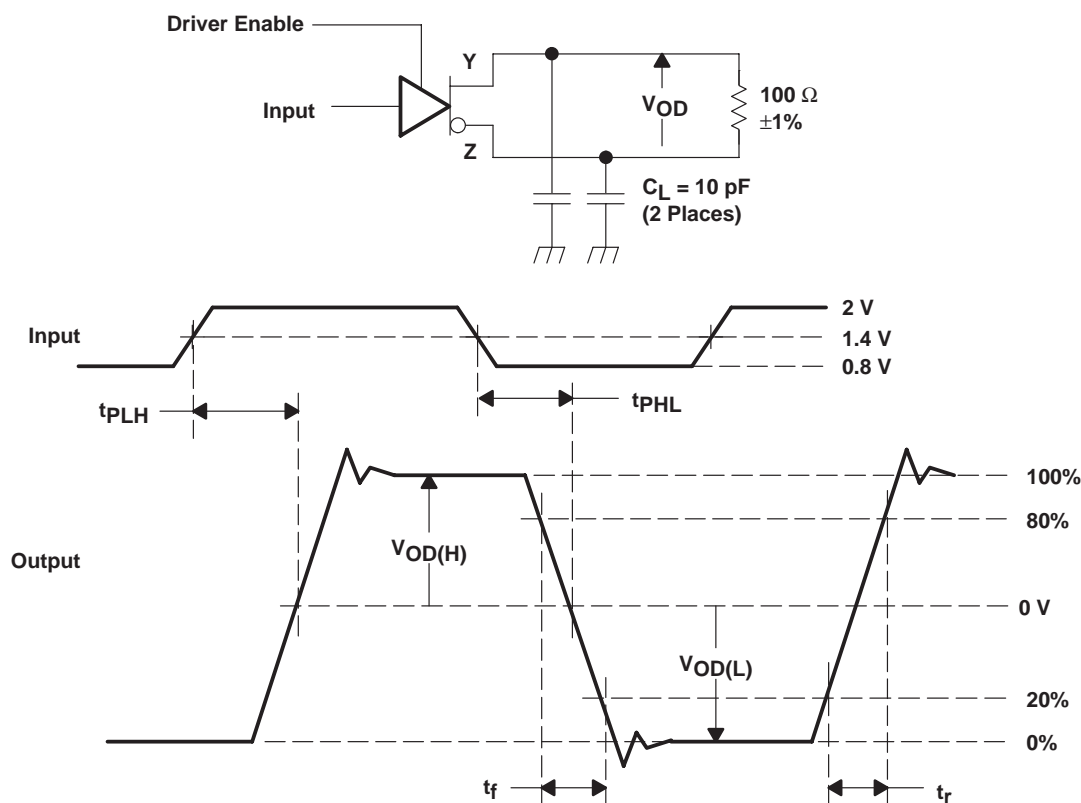 Driver Enable
Y
Input
VOD
100 Ω
±1%
Z
CL = 10 pF
(2 Places)
2 V
Input
1.4 V
0.8 V
tPLH
tPHL
100%
80%
VOD(H)
Output
0 V
VOD(L)
20%
0%
tf
tr